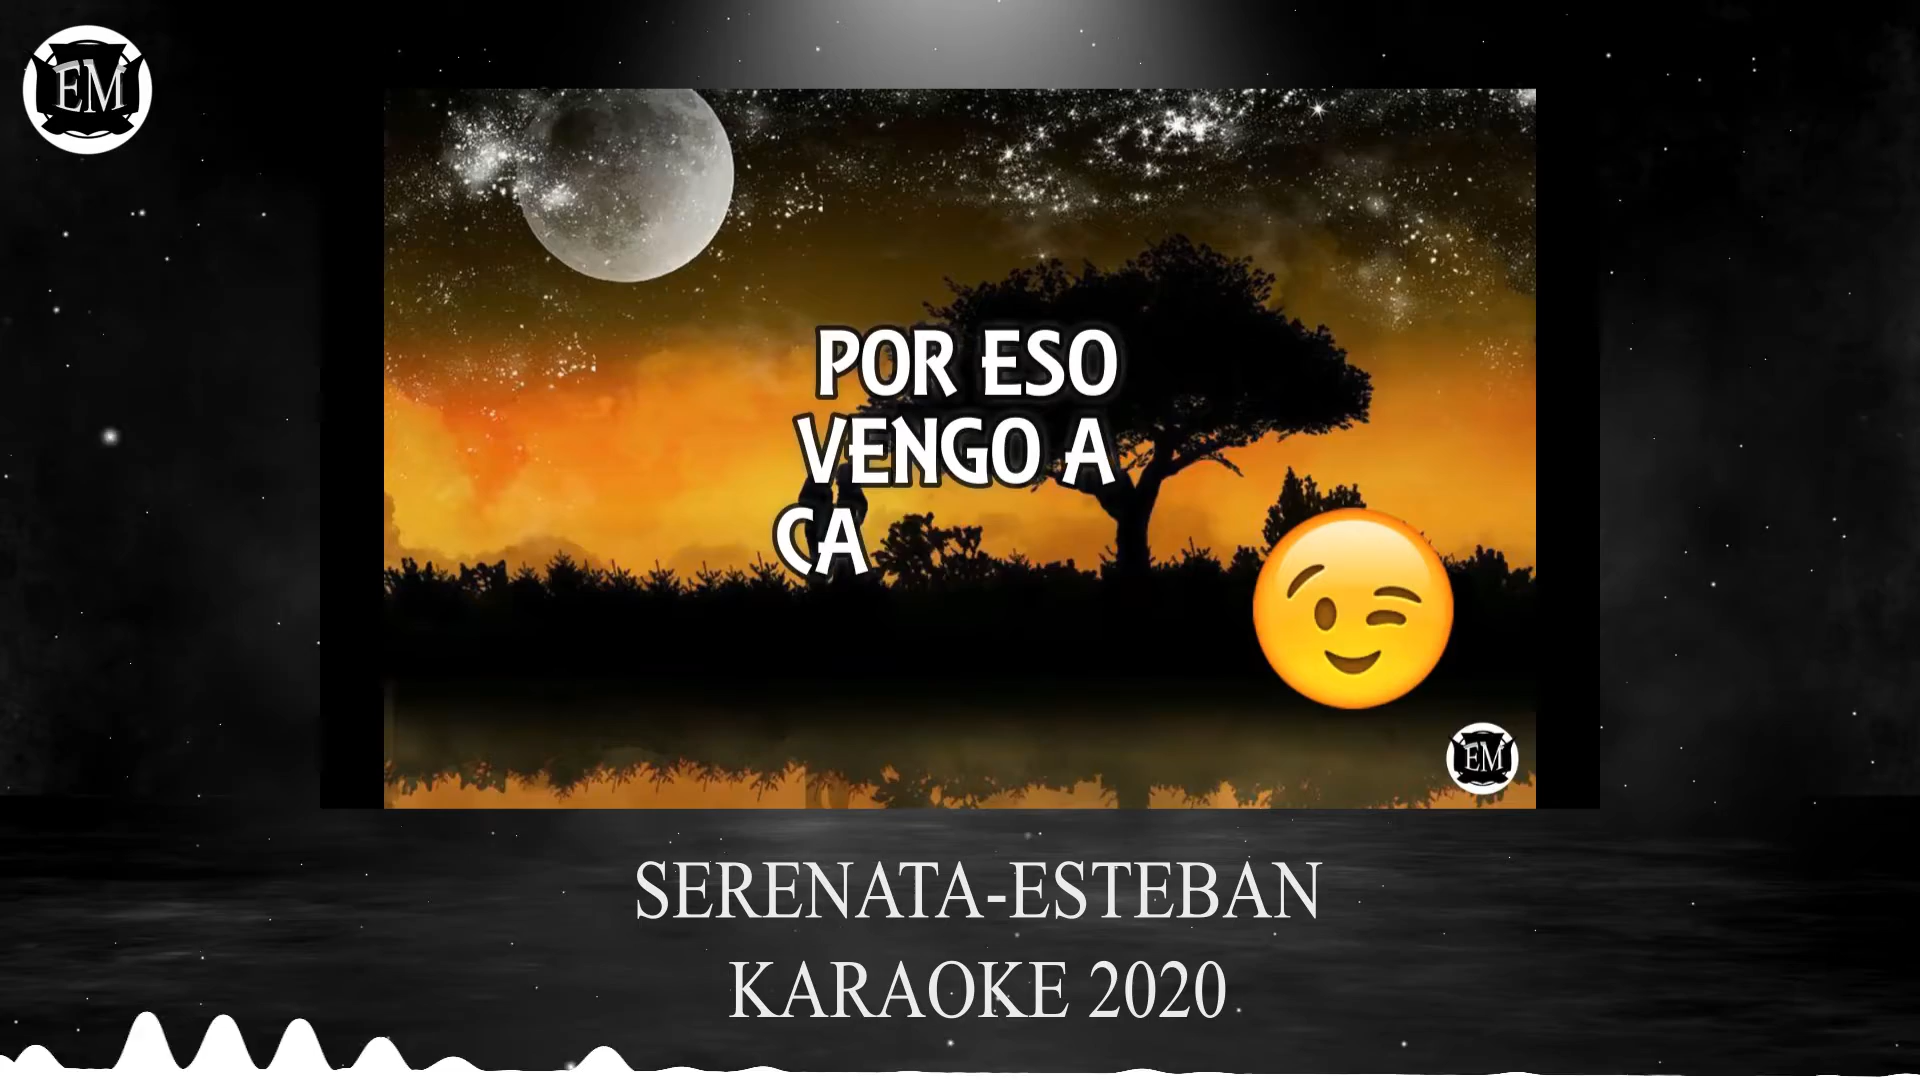 EM
POR ESO
VENGO A
CA
EM
SERENATA-ESTEBAN
KARAOKE 2020